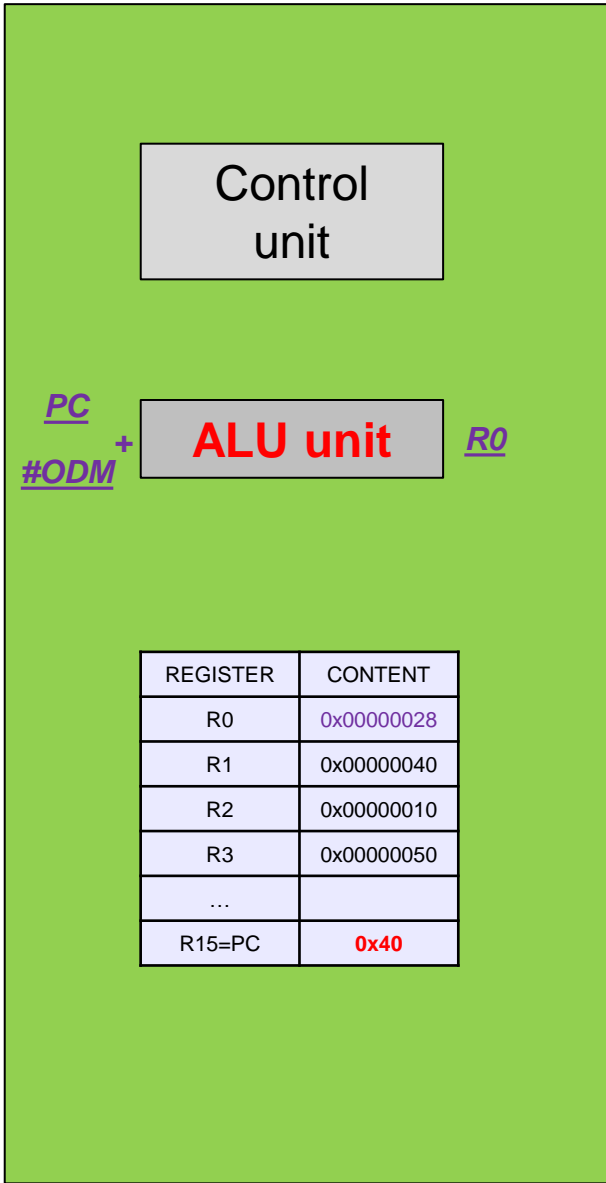 Control
unit
PC
+
#ODM
ALU unit
R0
REGISTER CONTENT
R0 0x00000028
R1 0x00000040
R2 0x00000010
R3 0x00000050
…
R15=PC 0x40